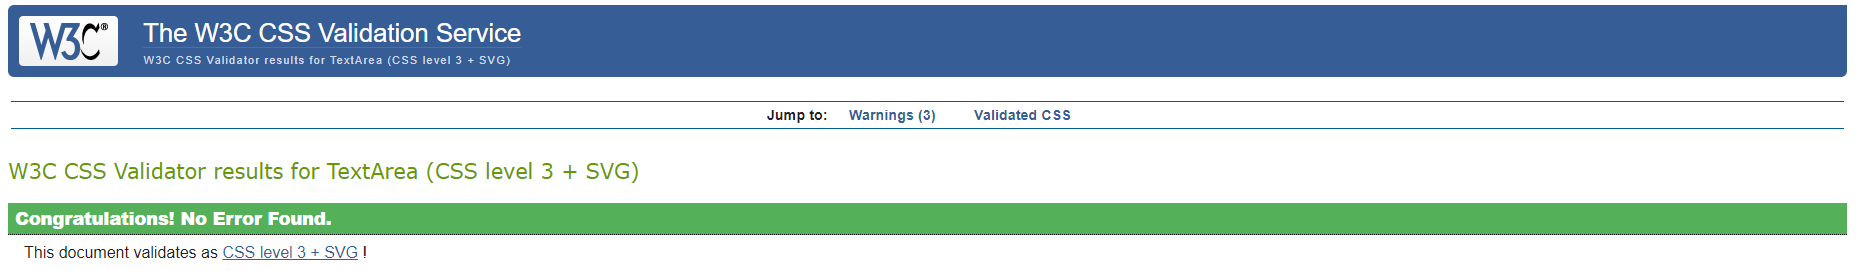 W3C®
The W3C CSS Validation Service
W3C CSS Validator results for TextArea (CSS level 3 + SVG)
Jump to: Warnings (3) Validated CSS
W3C CSS Validator results for TextArea (CSS level 3 + SVG)
Congratulations! No Error Found.
This document validates as CSS level 3 + SVG !